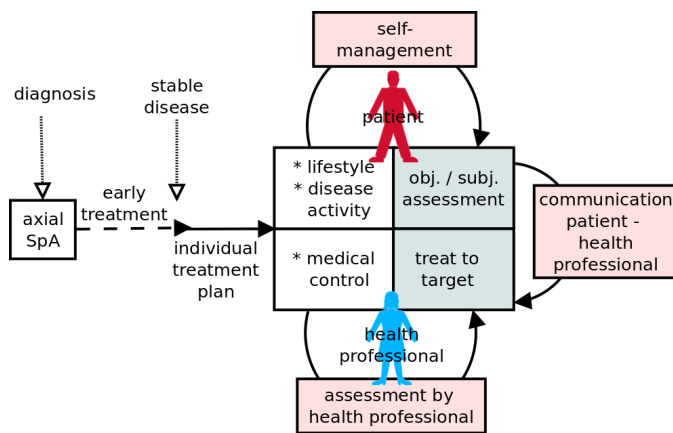 self-
management
diagnosis
stable
disease
patient
* lifestyle
* disease
activity
obj. / subj.
assessment
early
treatment
axial
SpA
communication
patient -
health
professional
individual
treatment
plan
* medical
control
treat to
target
health
professional
assessment by
health professional